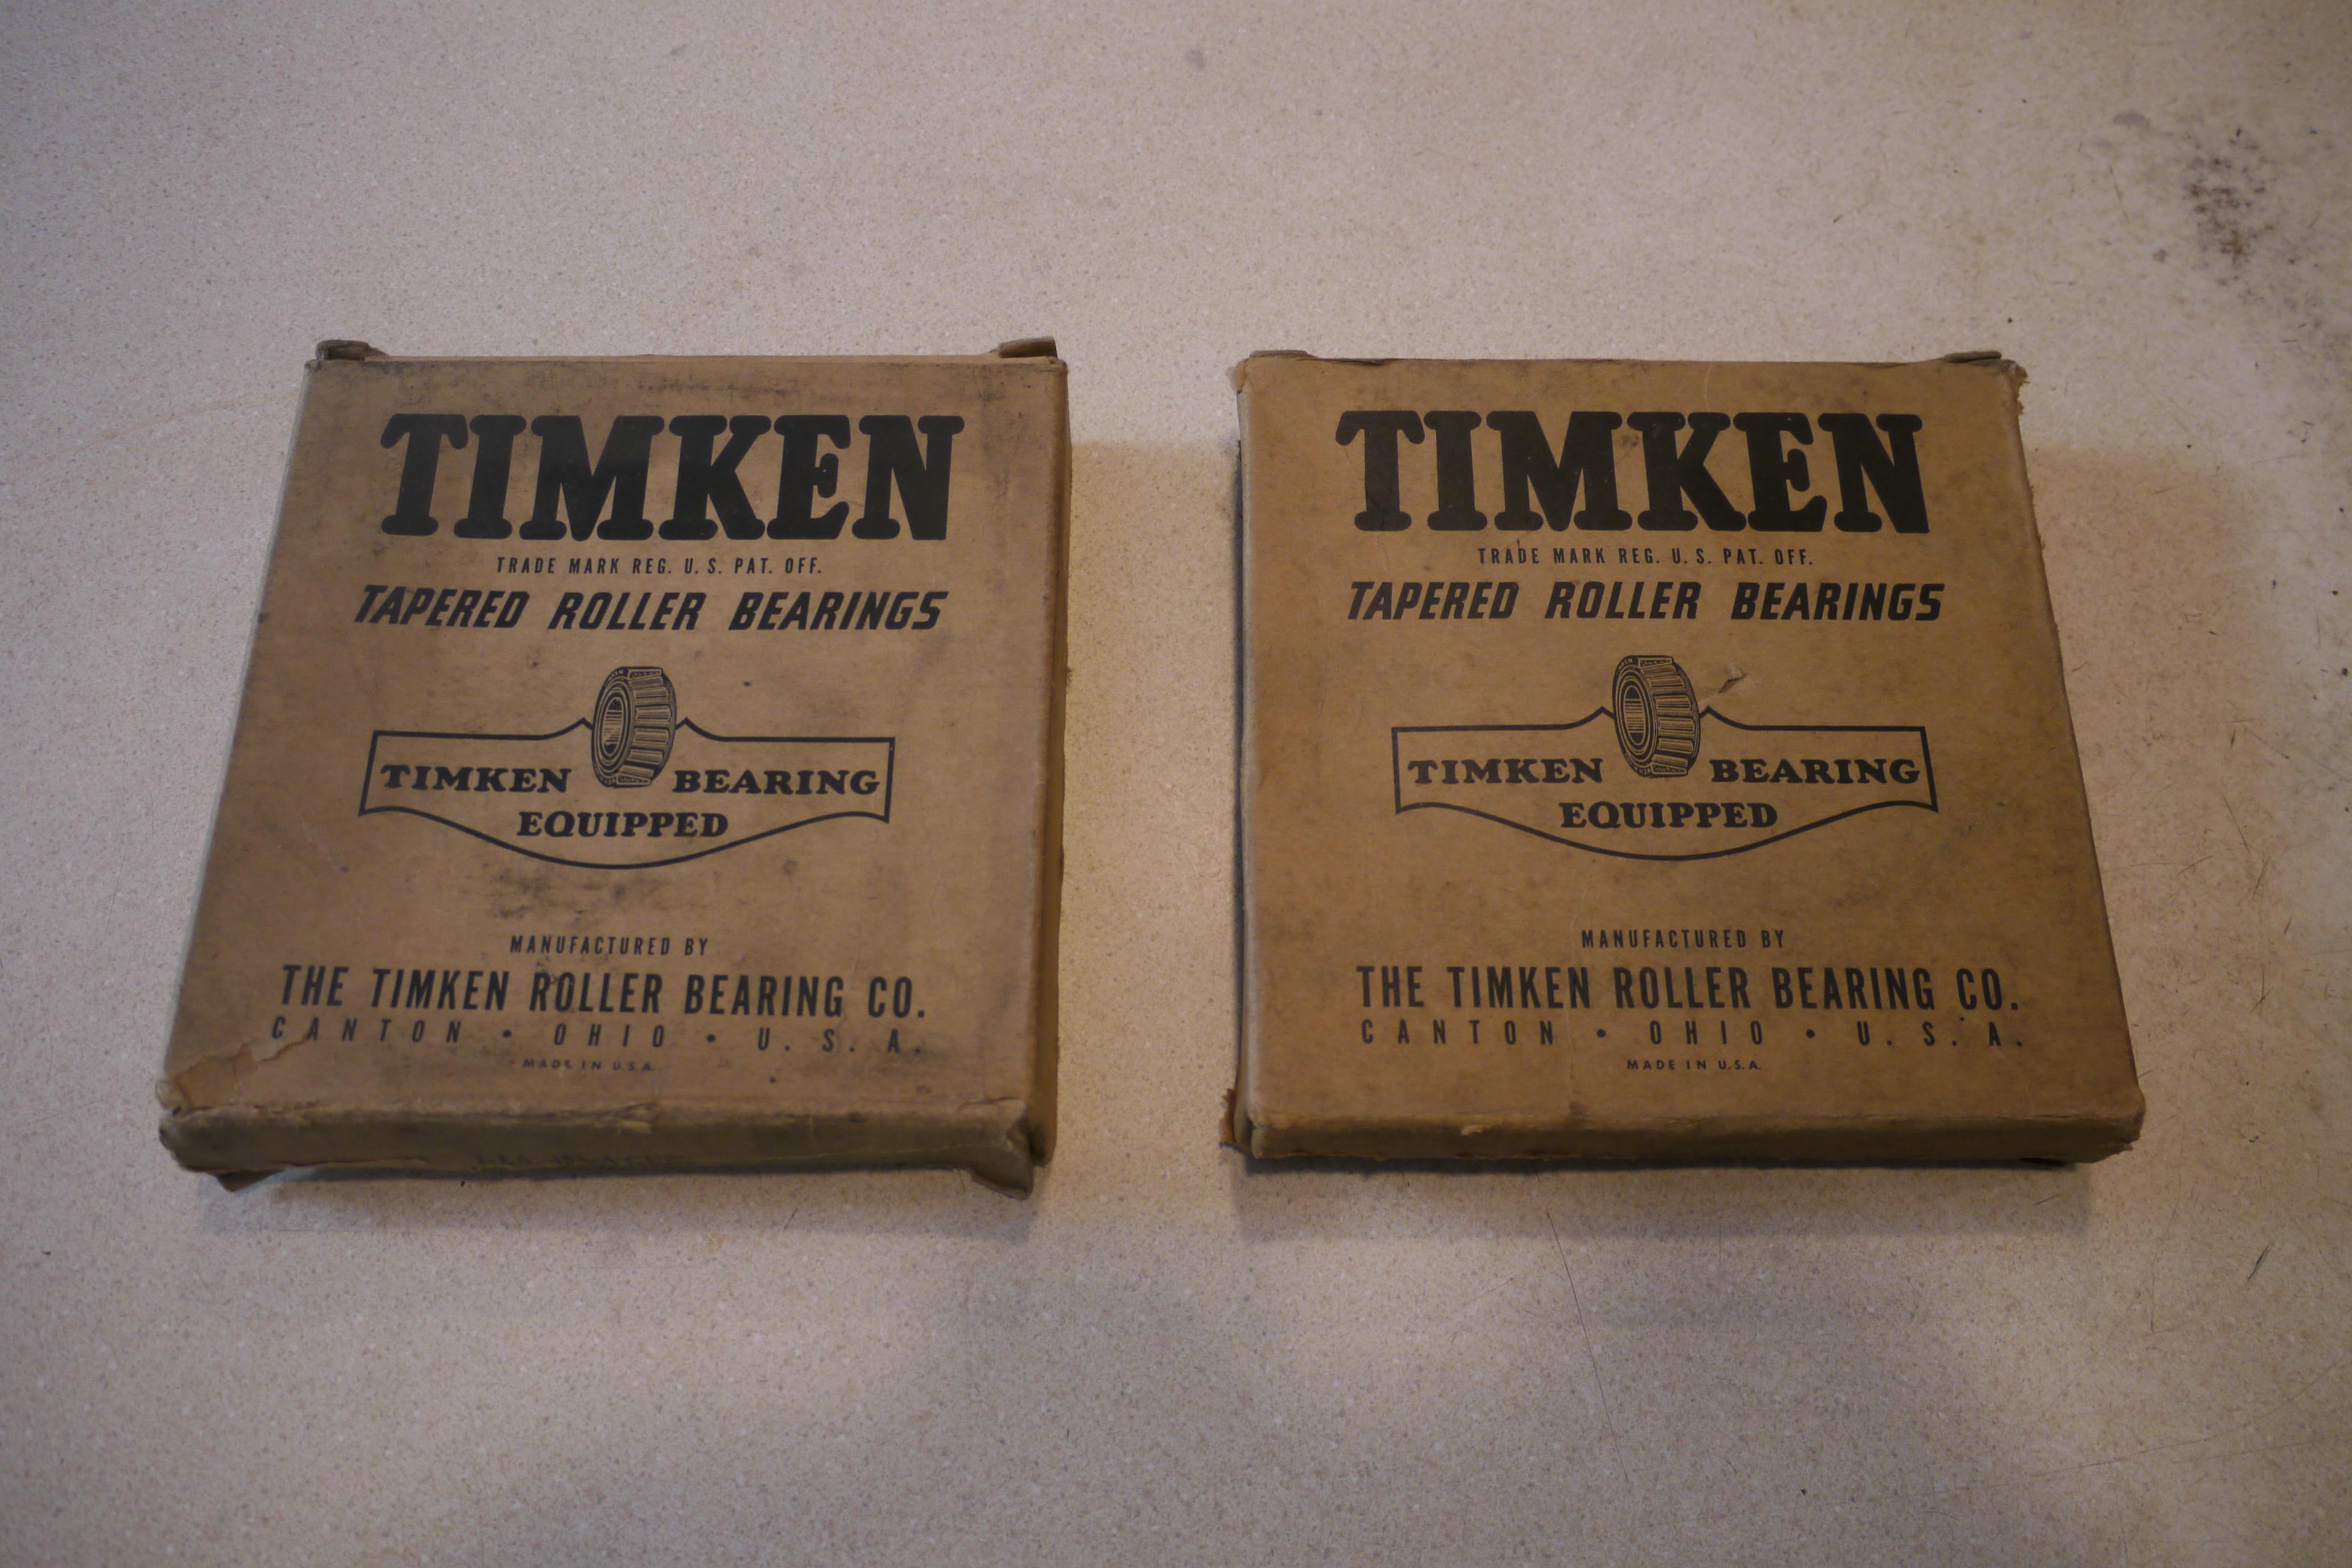 TIMKEN
TRADE MARK REG. U. S. PAT. OFF.
TAPERED ROLLER BEARINGS
TIMKEN BEARING
EQUIPPED
MANUFACTURED BY
THE TIMKEN ROLLER BEARING CO.
CANTON • OHIO • U. S. A.
MADE IN U.S.A.
TIMKEN
TRADE MARK REG. U. S. PAT. OFF.
TAPERED ROLLER BEARINGS
TIMKEN BEARING
EQUIPPED
MANUFACTURED BY
THE TIMKEN ROLLER BEARING CO.
CANTON • OHIO • U. S. A.
MADE IN U.S.A.